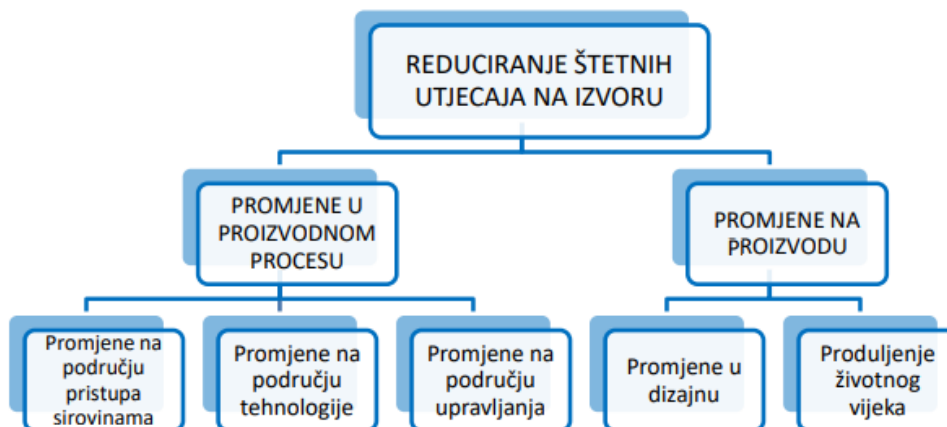 REDUCIRANJE ŠTETNIH
UTJECAJA NA IZVORU
PROMJENE U
PROIZVODNOM
PROCESU
PROMJENE NA
PROIZVODU
Promjene na
području
pristupa
sirovinama
Promjene na
području
tehnologije
Promjene na
području
upravljanja
Promjene u
dizajnu
Produljenje
životnog
vijeka